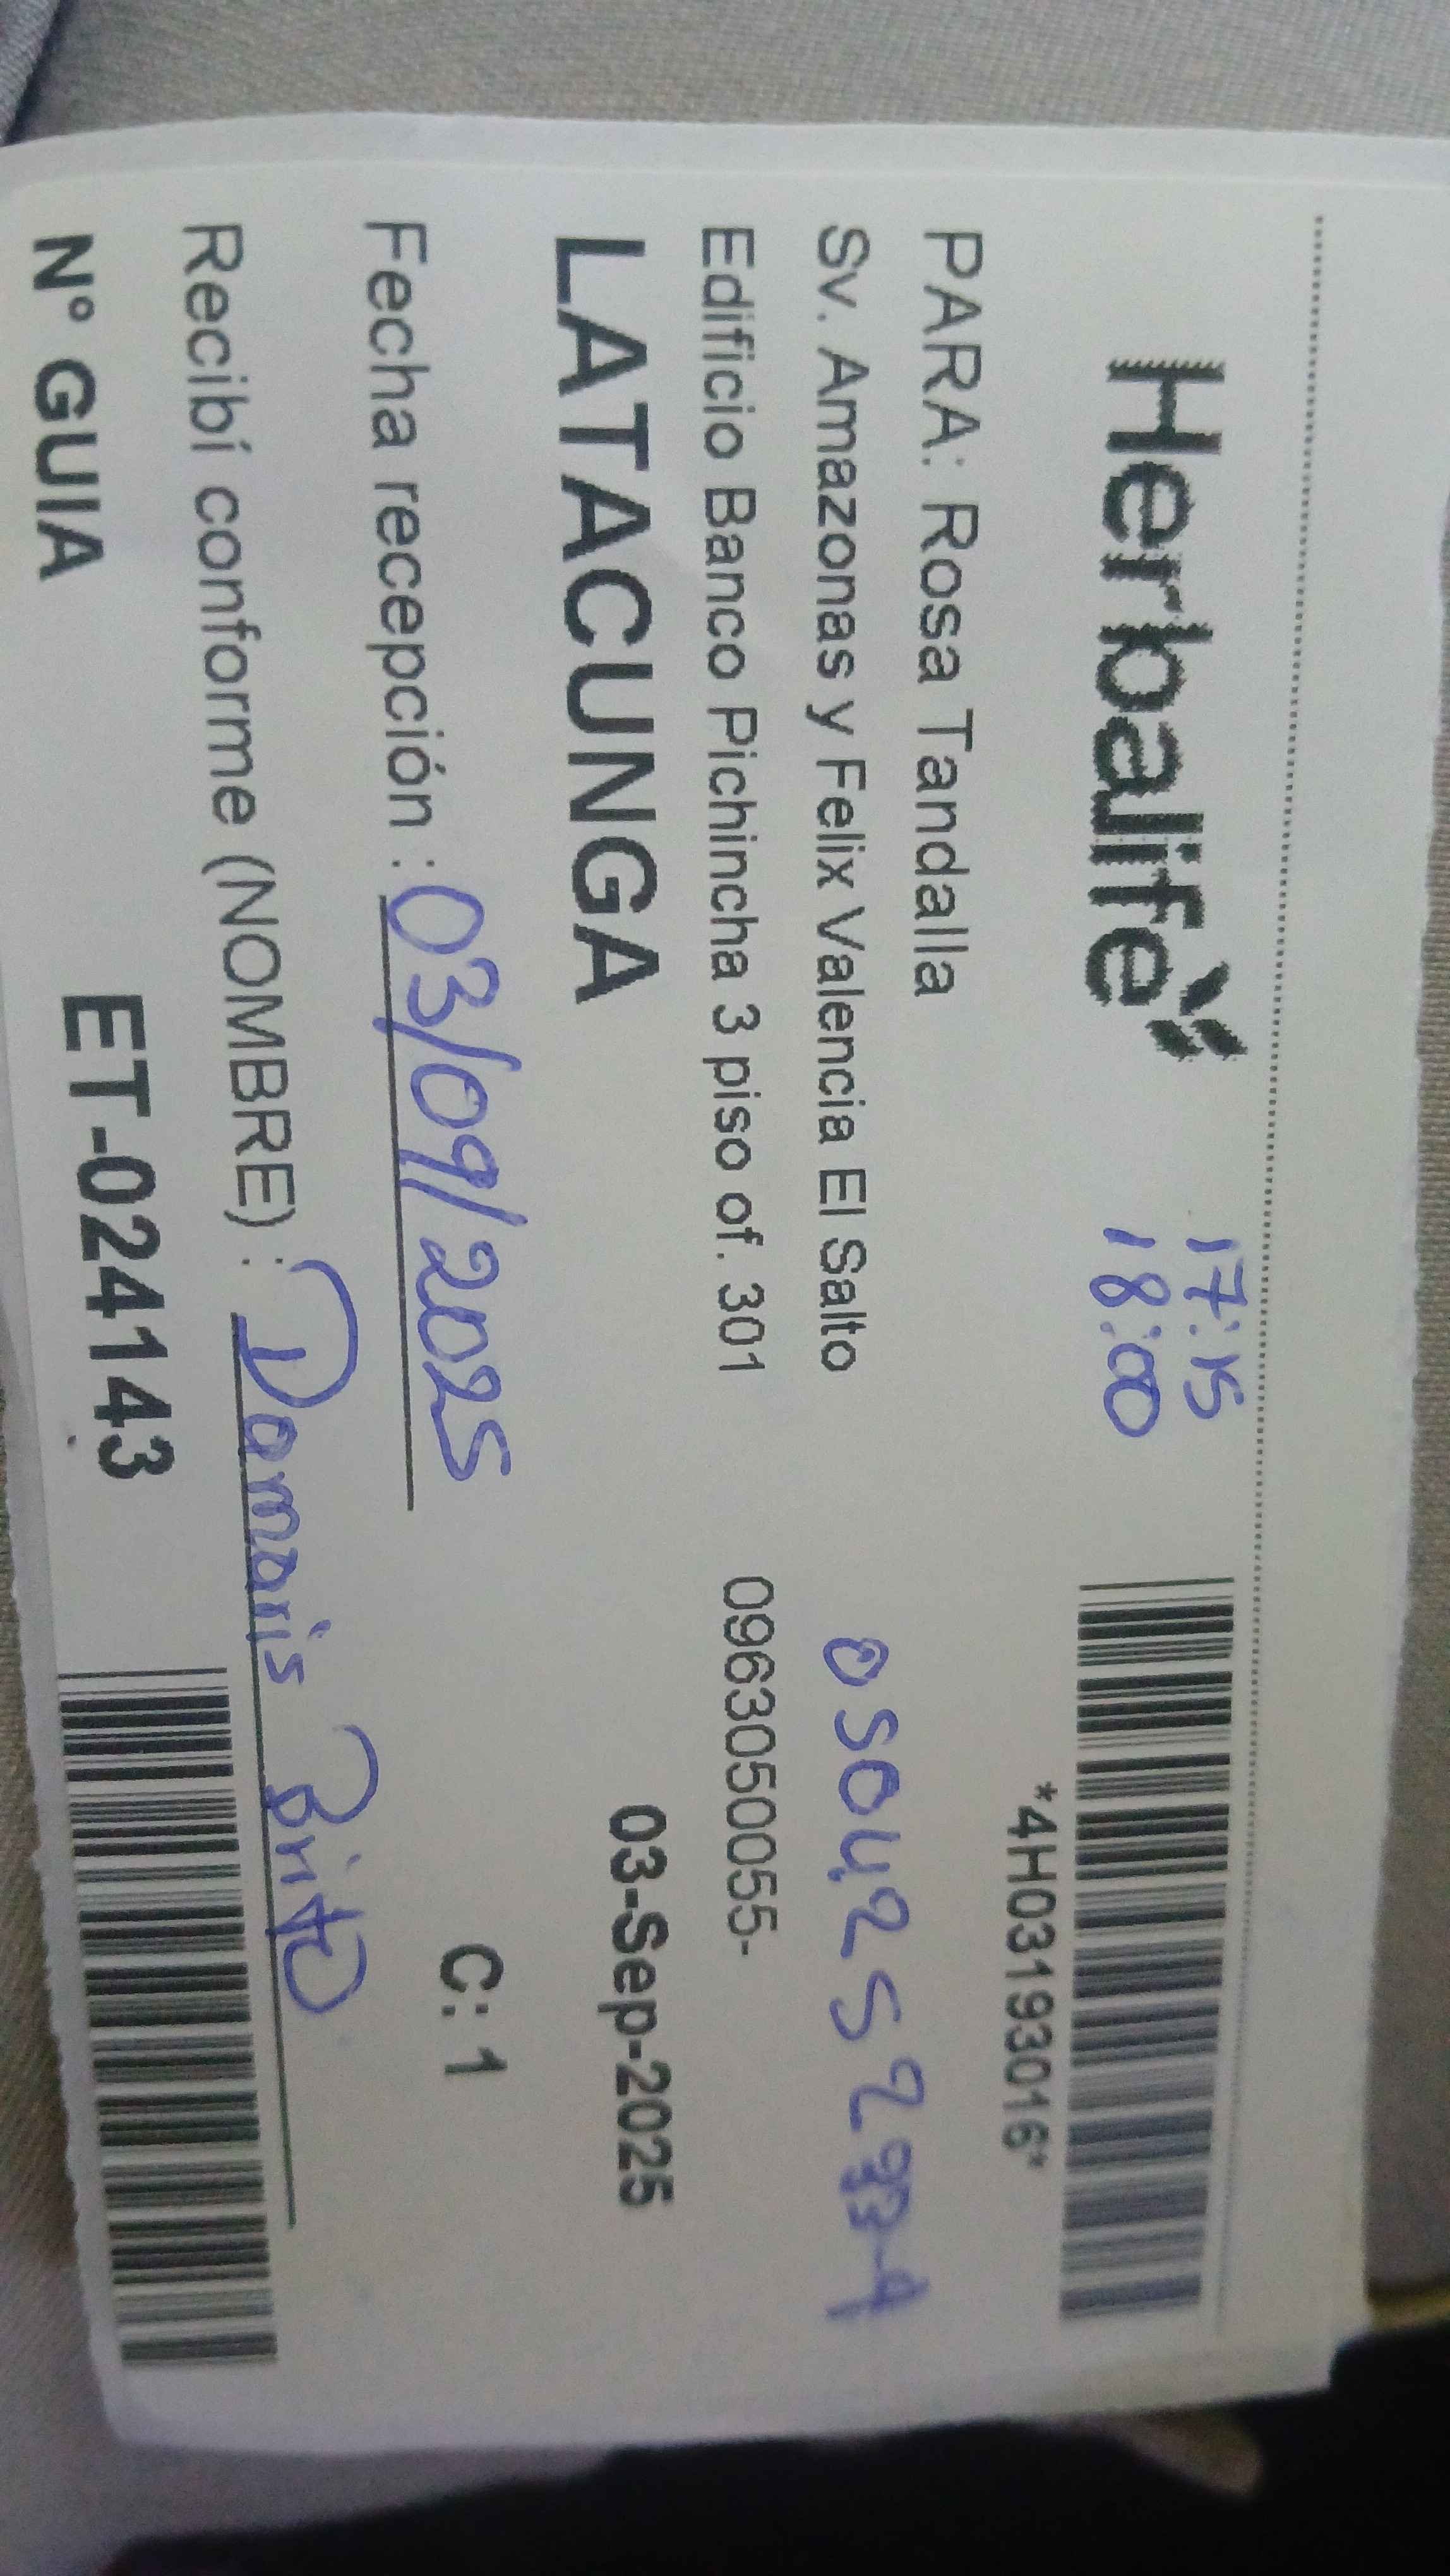 Herbalife
17:15
18:00
*4H03193016*
PARA: Rosa Tandalla
Sv. Amazonas y Felix Valencia El Salto
Edificio Banco Pichincha 3 piso of. 301
0963050055-
LATACUNGA
03-Sep-2025
Fecha recepción : 03/09/2025
C: 1
Recibí conforme (NOMBRE) : Damaris Brito
N° GUIA
ET-024143